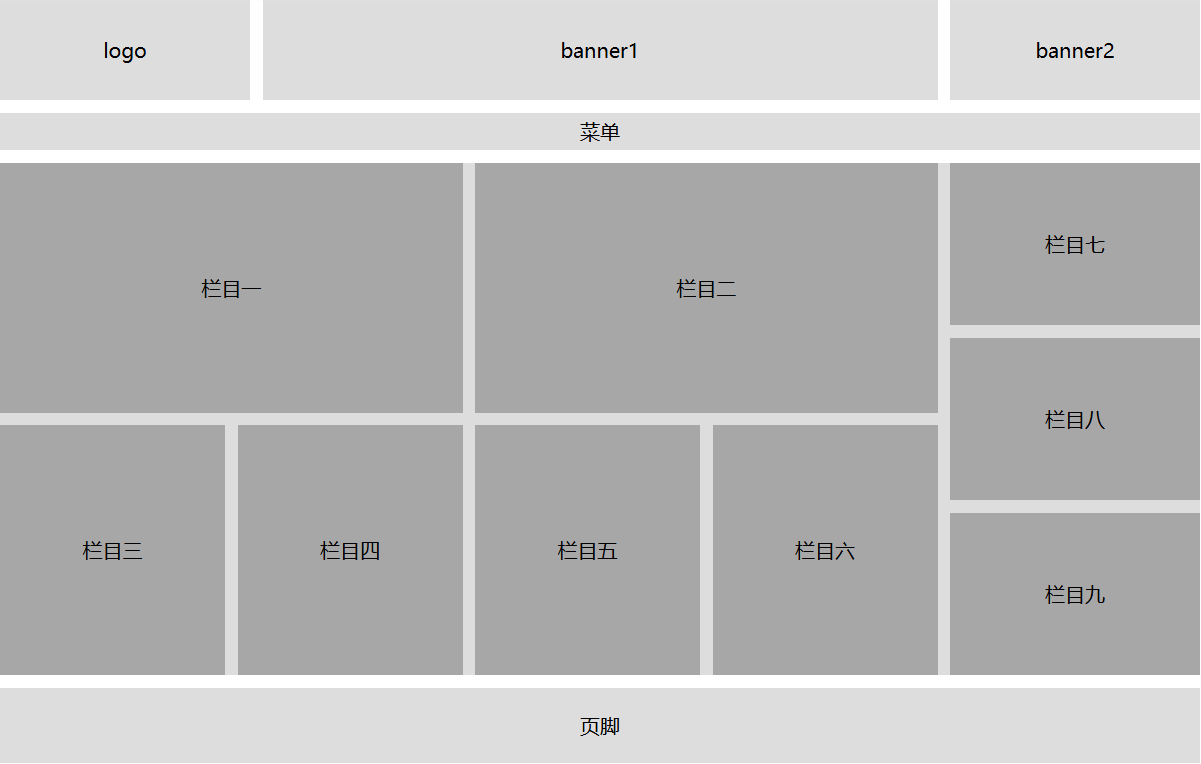 logo
banner1
banner2
菜单
栏目一
栏目二
栏目七
栏目八
栏目三
栏目四
栏目五
栏目六
栏目九
页脚